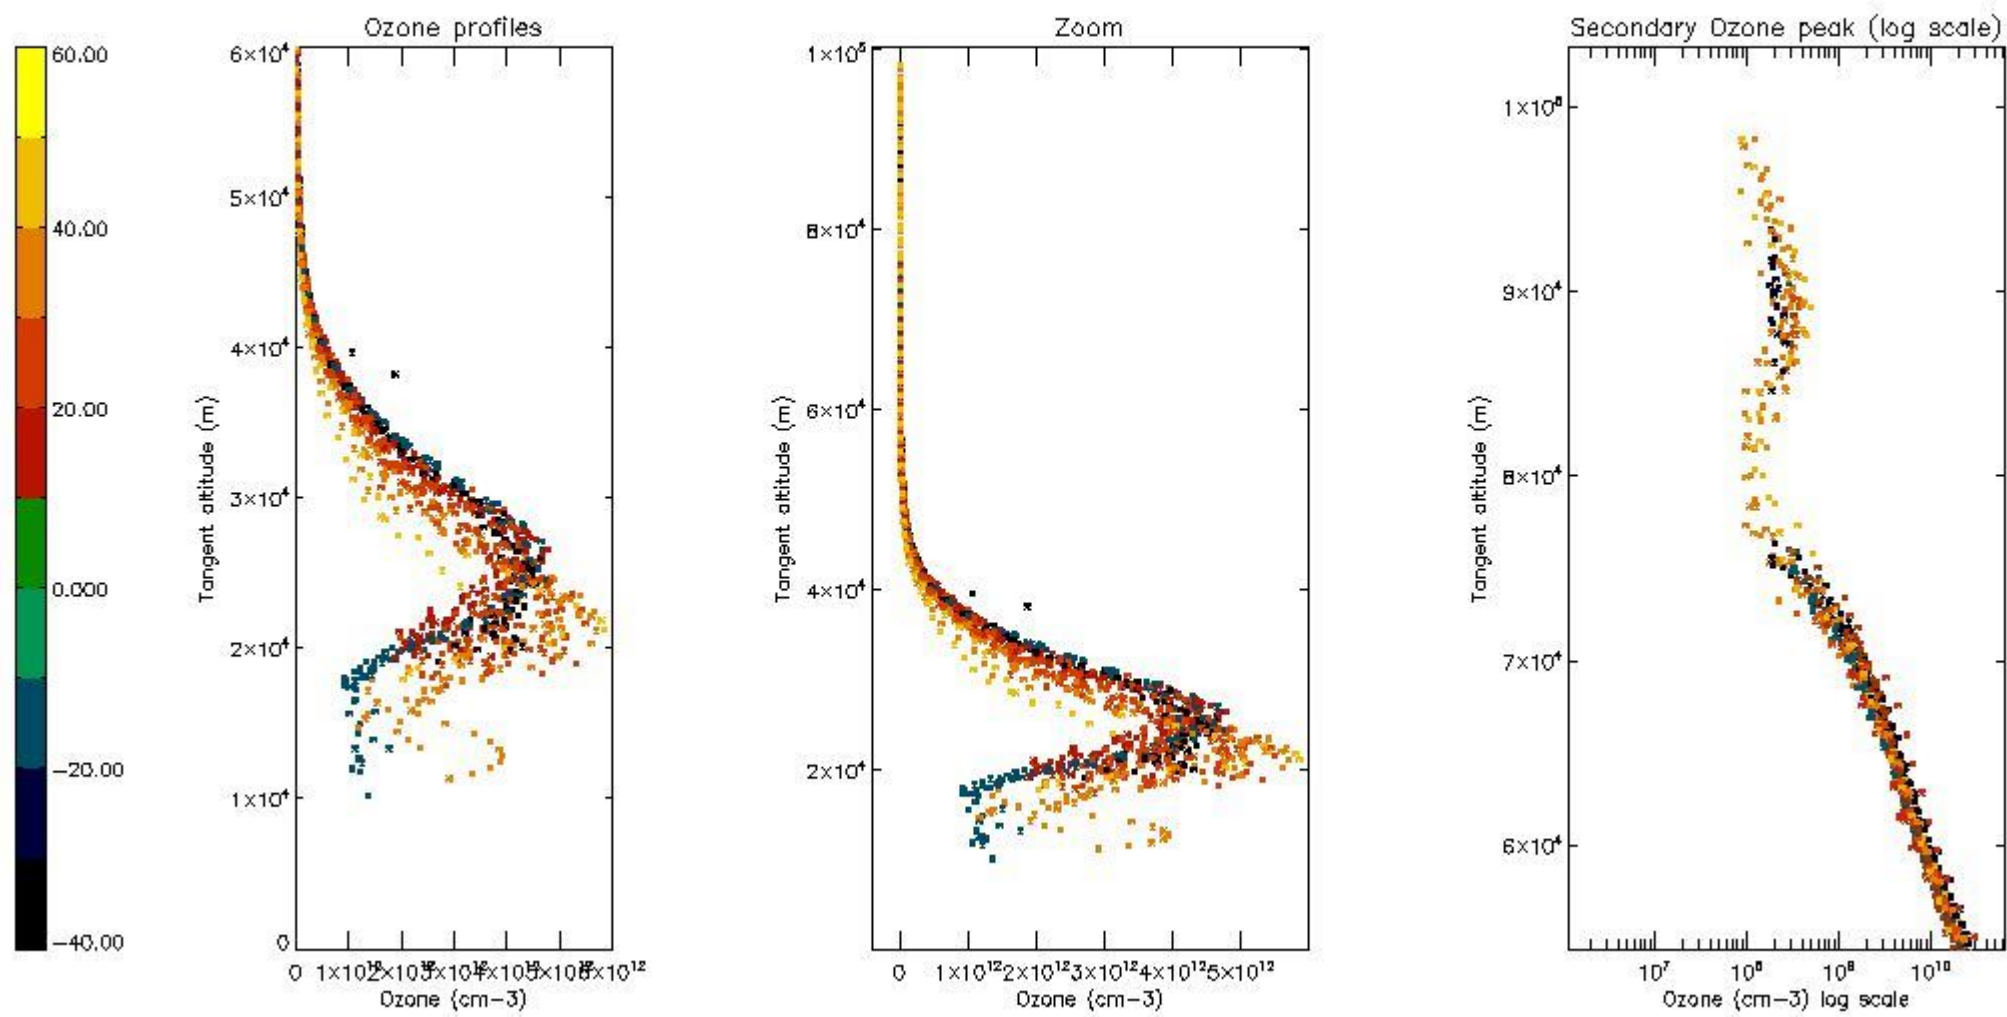 Ozone profiles
Zoom
Secondary Ozone peak (log scale)
60.00
40.00
20.00
0.000
-20.00
-40.00
6×10⁴
5×10⁴
4×10⁴
3×10⁴
2×10⁴
1×10⁴
0
Tangent altitude (m)
0 1×10¹²
Ozone (cm-3)
1×10⁵
8×10⁴
6×10⁴
4×10⁴
2×10⁴
Tangent altitude (m)
0 1×10¹² 2×10¹² 3×10¹² 4×10¹² 5×10¹²
Ozone (cm-3)
9×10⁴
8×10⁴
7×10⁴
6×10⁴
Tangent altitude (m)
10⁷ 10⁸ 10⁹ 10¹⁰
Ozone (cm-3) log scale